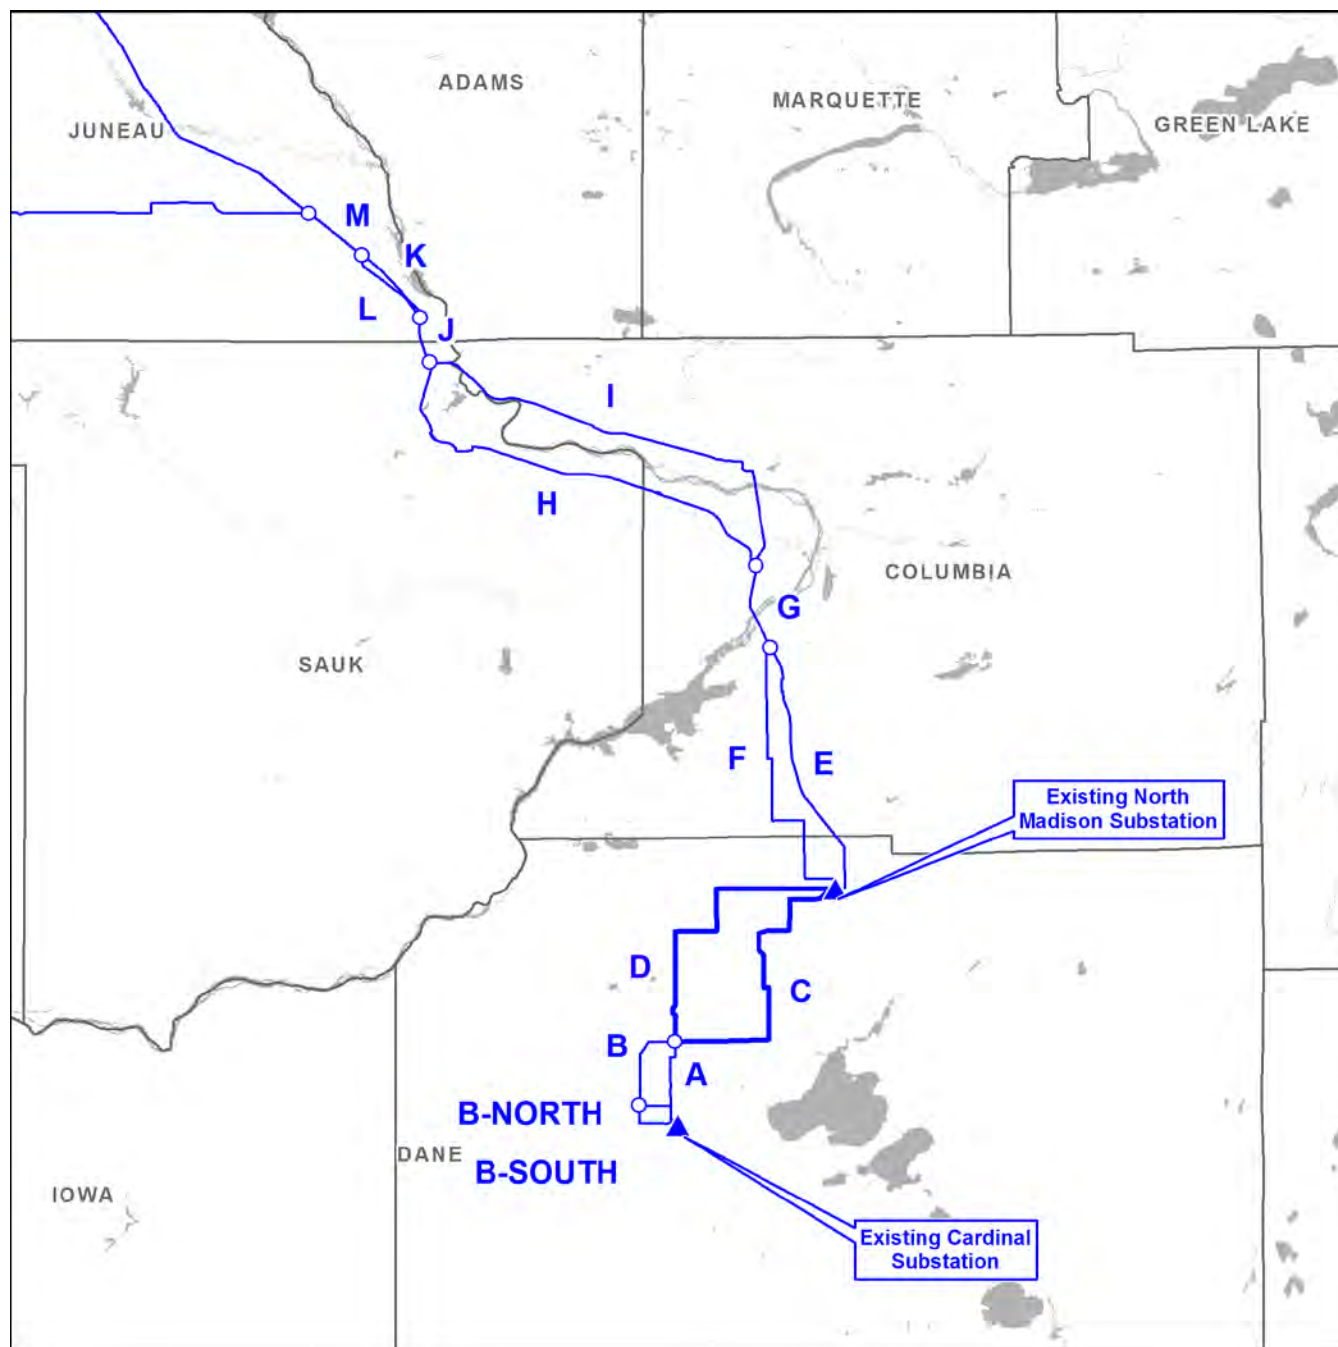 ADAMS
MARQUETTE
GREEN LAKE
JUNEAU
M
K
L
J
I
H
COLUMBIA
G
SAUK
F
E
Existing North
Madison Substation
D
C
B
A
B-NORTH
DANE
B-SOUTH
IOWA
Existing Cardinal
Substation